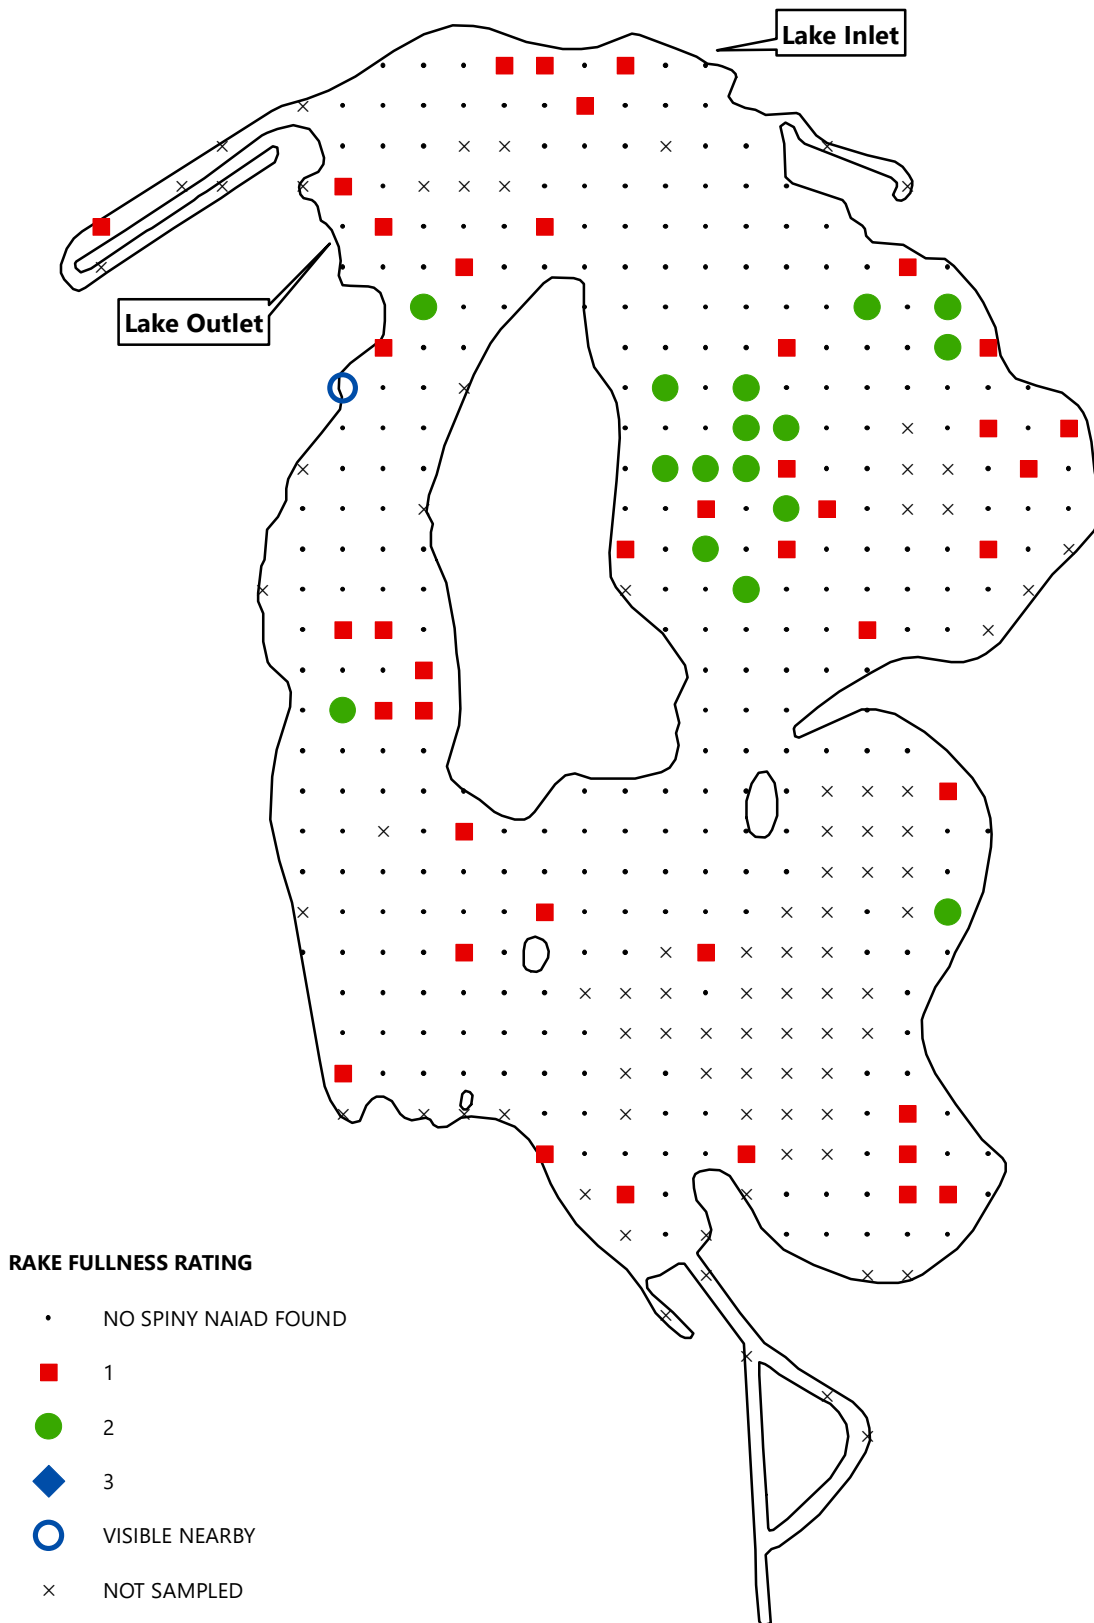 Lake Inlet
Lake Outlet
RAKE FULLNESS RATING
NO SPINY NAIAD FOUND
1
2
3
VISIBLE NEARBY
NOT SAMPLED